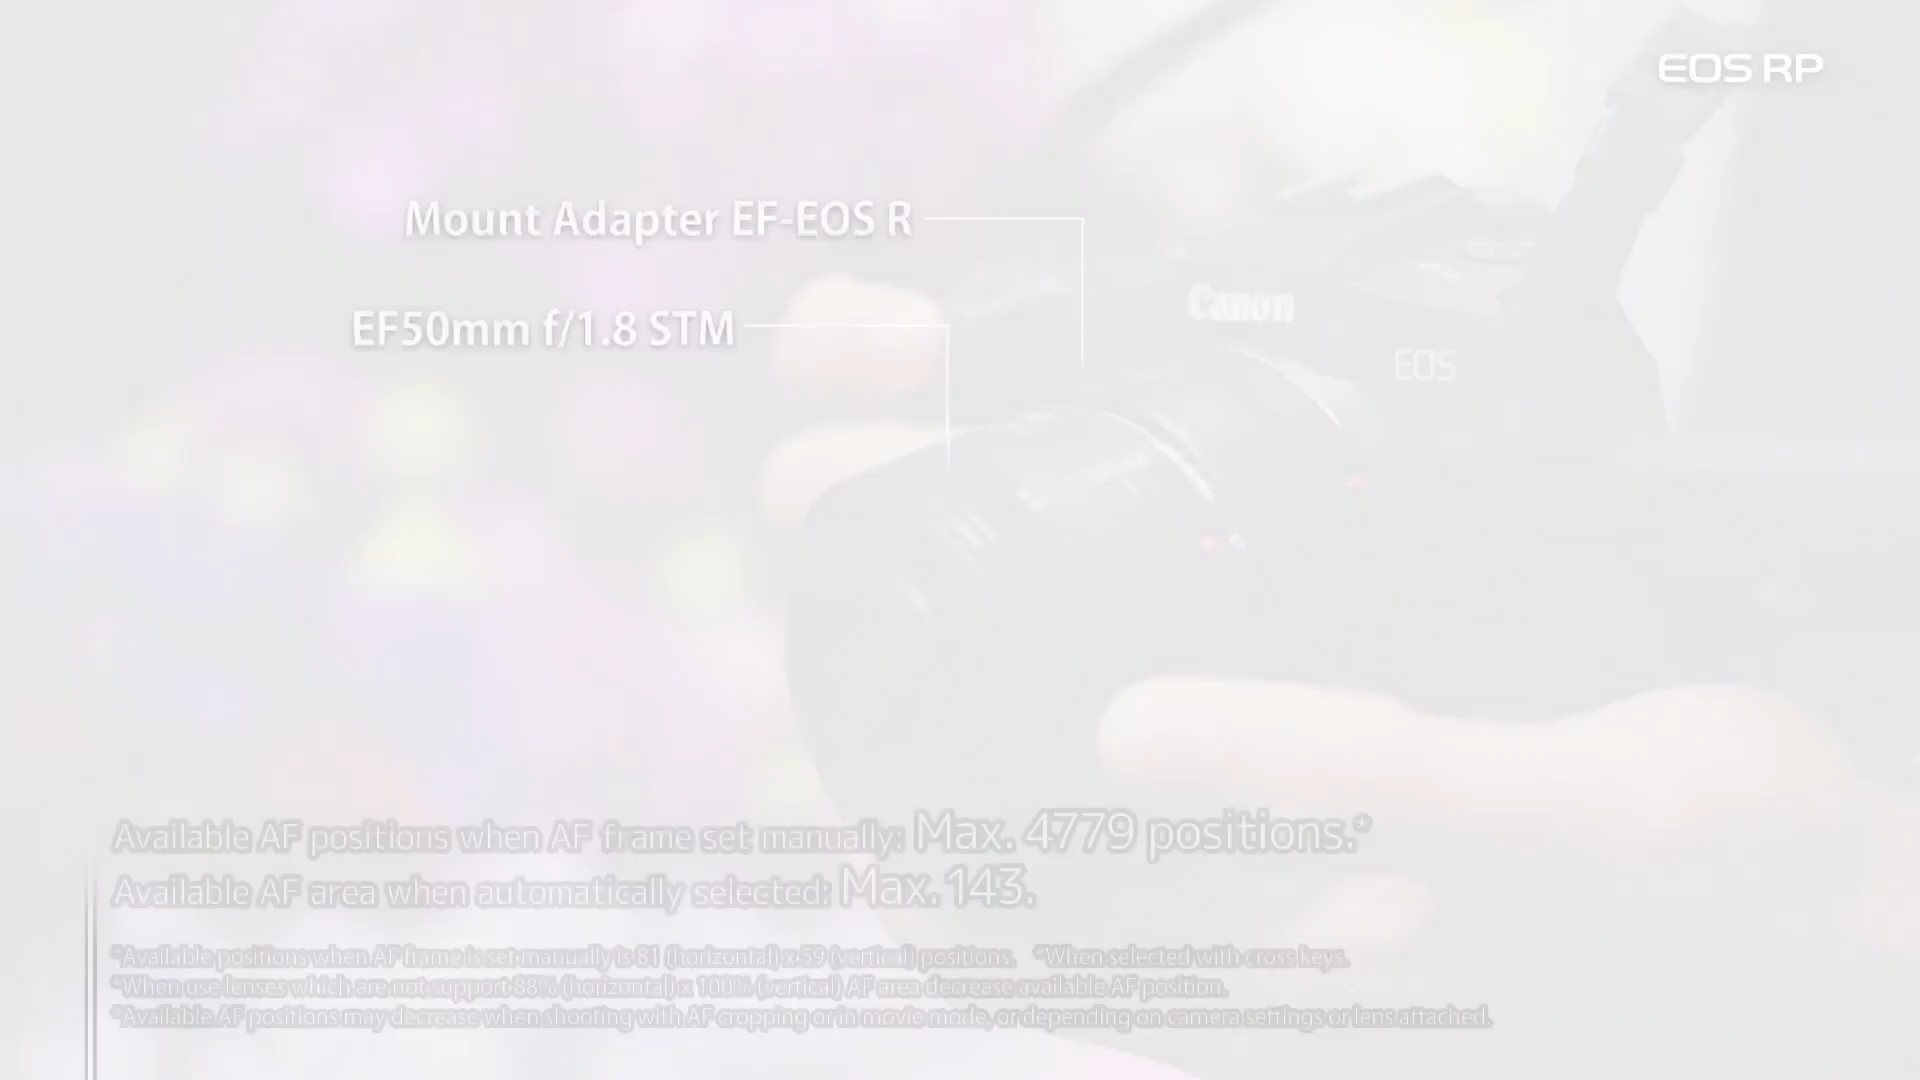 EOS RP
Mount Adapter EF-EOS R
Canon
EF50mm f/1.8 STM
EOS
Available AF positions when AF frame set manually: Max. 4779 positions.*
Available AF area when automatically selected: Max. 143.
*Available positions when AF frame is set manually is 81 (horizontal) x 59 (vertical) positions. *When selected with cross keys.
*When use lenses which are not support 88% (horizontal) x 100% (vertical) AF area decrease available AF position.
*Available AF positions may decrease when shooting with AF cropping or in movie mode, or depending on camera settings or lens attached.